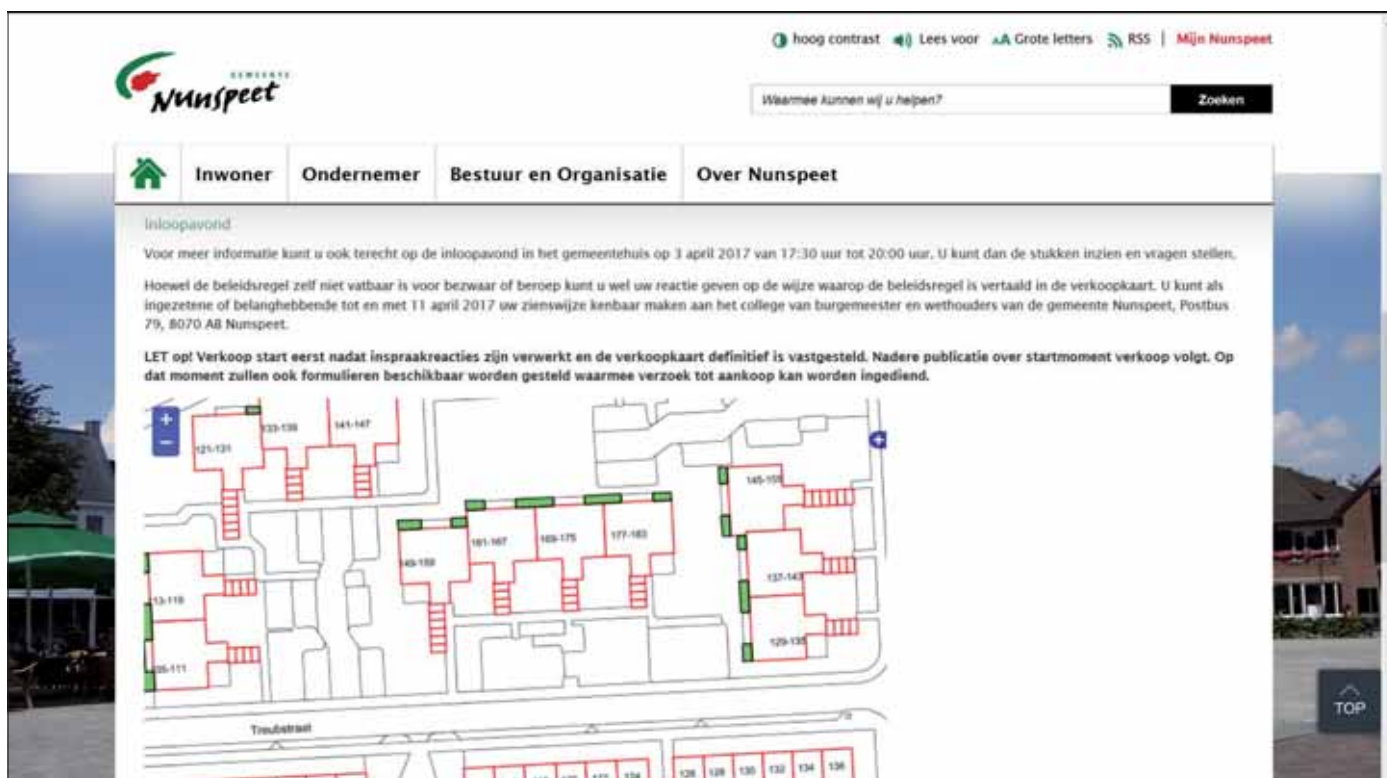 hoog contrast Lees voor AA Grote letters RSS | Mijn Nunspeet
GEMEENTE
Nunspeet
Waarmee kunnen wij u helpen? Zoeken
Inwoner Ondernemer Bestuur en Organisatie Over Nunspeet
Inloopavond
Voor meer informatie kunt u ook terecht op de inloopavond in het gemeentehuis op 3 april 2017 van 17:30 uur tot 20:00 uur. U kunt dan de stukken inzien en vragen stellen.
Hoewel de beleidsregel zelf niet vatbaar is voor bezwaar of beroep kunt u wel uw reactie geven op de wijze waarop de beleidsregel is vertaald in de verkoopkaart. U kunt als
ingezetene of belanghebbende tot en met 11 april 2017 uw zienswijze kenbaar maken aan het college van burgemeester en wethouders van de gemeente Nunspeet, Postbus
79, 8070 AB Nunspeet.
LET op! Verkoop start eerst nadat inspraakreacties zijn verwerkt en de verkoopkaart definitief is vastgesteld. Nadere publicatie over startmoment verkoop volgt. Op
dat moment zullen ook formulieren beschikbaar worden gesteld waarmee verzoek tot aankoop kan worden ingediend.
+
−
+
133-139 141-147
121-131
145-155
161-167 169-175 177-183
137-143
13-119
129-135
-111
Treubstraat
TOP
126 128 130 132 134 136